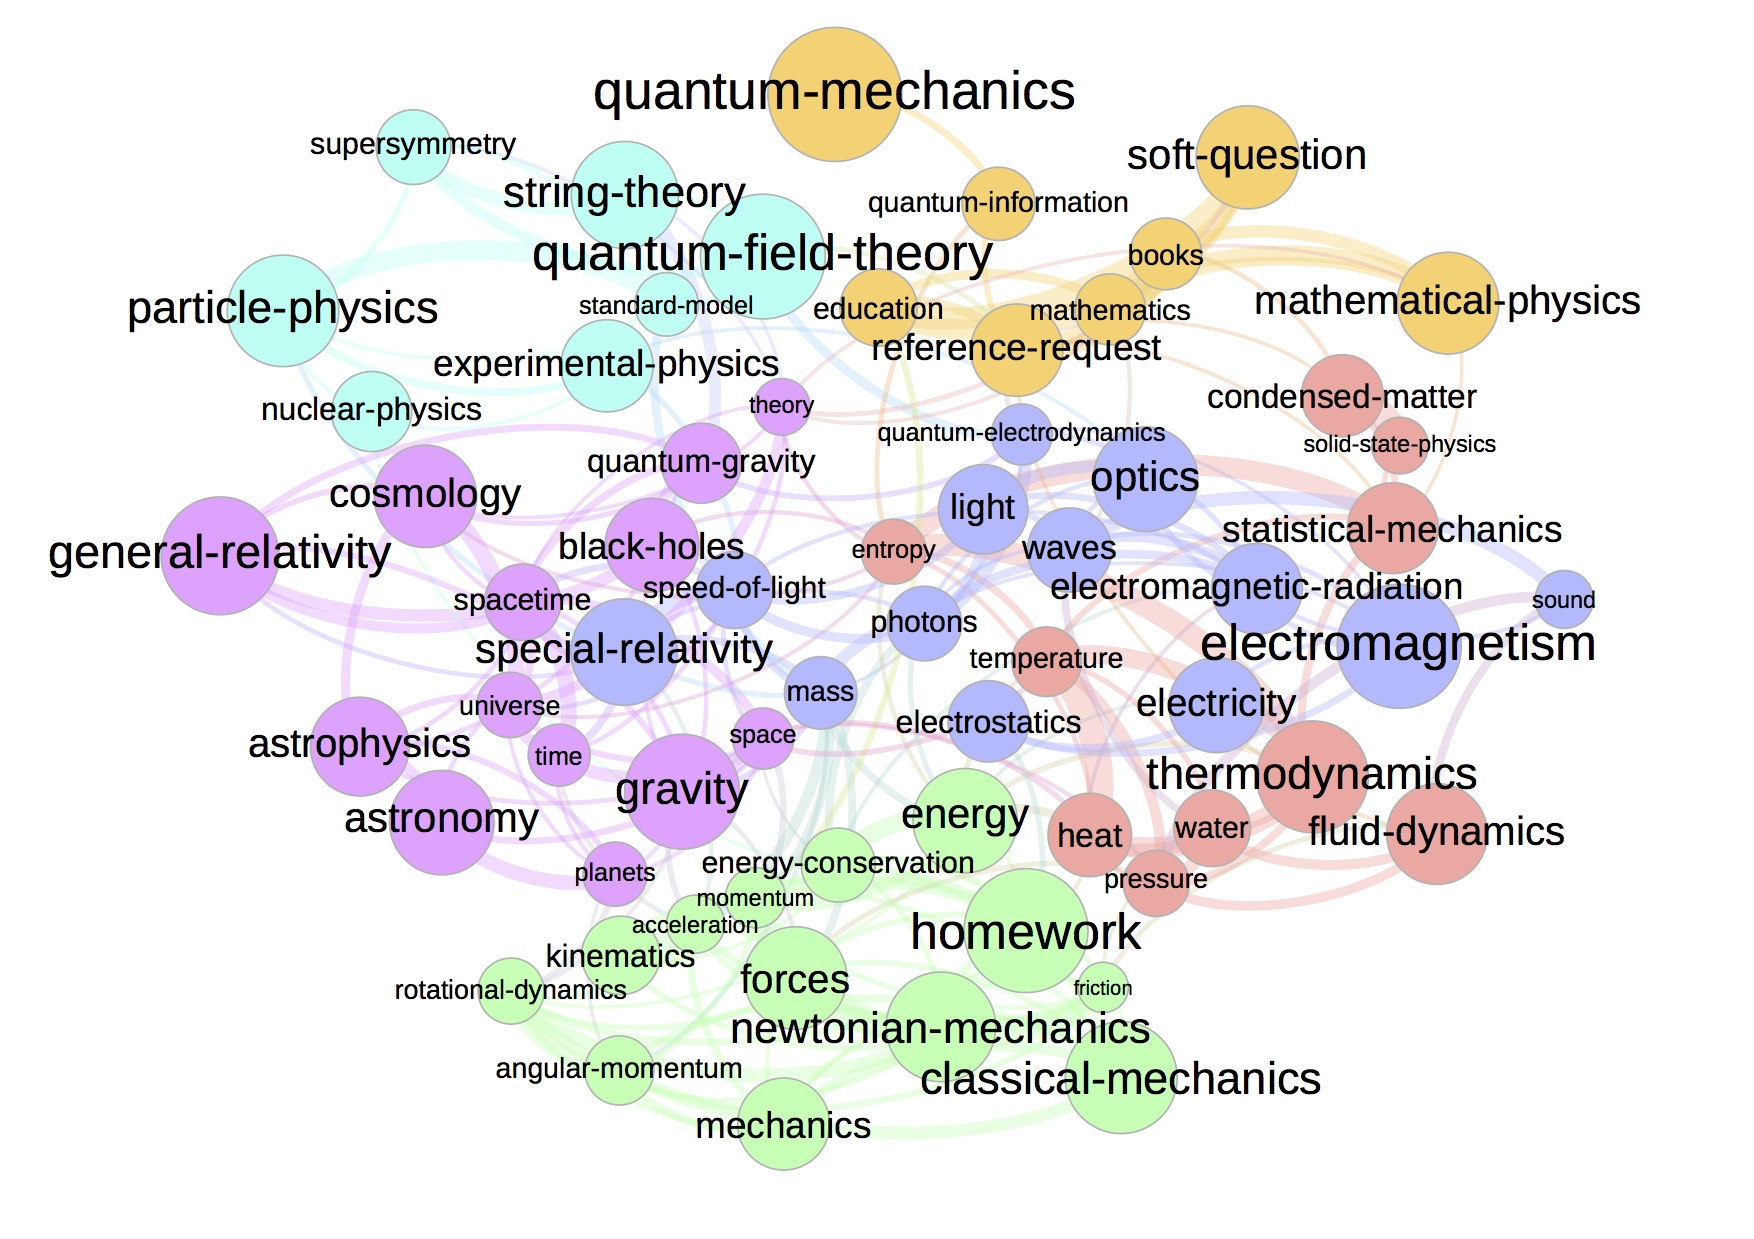 quantum-mechanics
supersymmetry
soft-question
string-theory
quantum-information
quantum-field-theory
books
particle-physics
standard-model
education
mathematics
mathematical-physics
reference-request
experimental-physics
nuclear-physics
theory
condensed-matter
quantum-electrodynamics
solid-state-physics
quantum-gravity
optics
cosmology
light
statistical-mechanics
general-relativity
black-holes
entropy
waves
speed-of-light
electromagnetic-radiation
spacetime
sound
photons
special-relativity
temperature
electromagnetism
mass
universe
electrostatics
electricity
astrophysics
time
space
thermodynamics
gravity
astronomy
energy
heat
water
fluid-dynamics
planets
energy-conservation
pressure
momentum
acceleration
homework
kinematics
rotational-dynamics
forces
friction
newtonian-mechanics
angular-momentum
classical-mechanics
mechanics